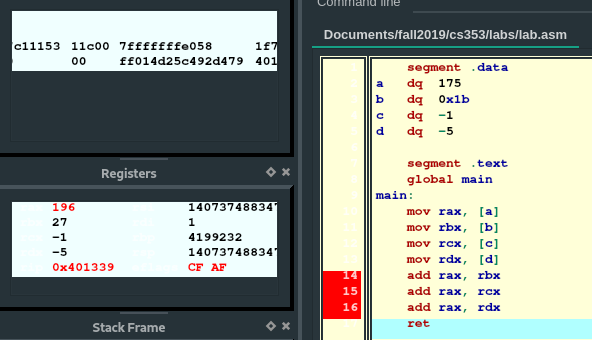 Command line
Documents/fall2019/cs353/labs/lab.asm
c11153 11c00 7fffffffe058 1f7
00 ff014d25c492d479 401
Registers
196 14073748834
27 1
-1 4199232
-5 14073748834
0x401339 CF AF
Stack Frame
segment .data
a dq 175
b dq 0x1b
c dq -1
d dq -5
segment .text
global main
main:
mov rax, [a]
mov rbx, [b]
mov rcx, [c]
mov rdx, [d]
14 add rax, rbx
15 add rax, rcx
16 add rax, rdx
ret